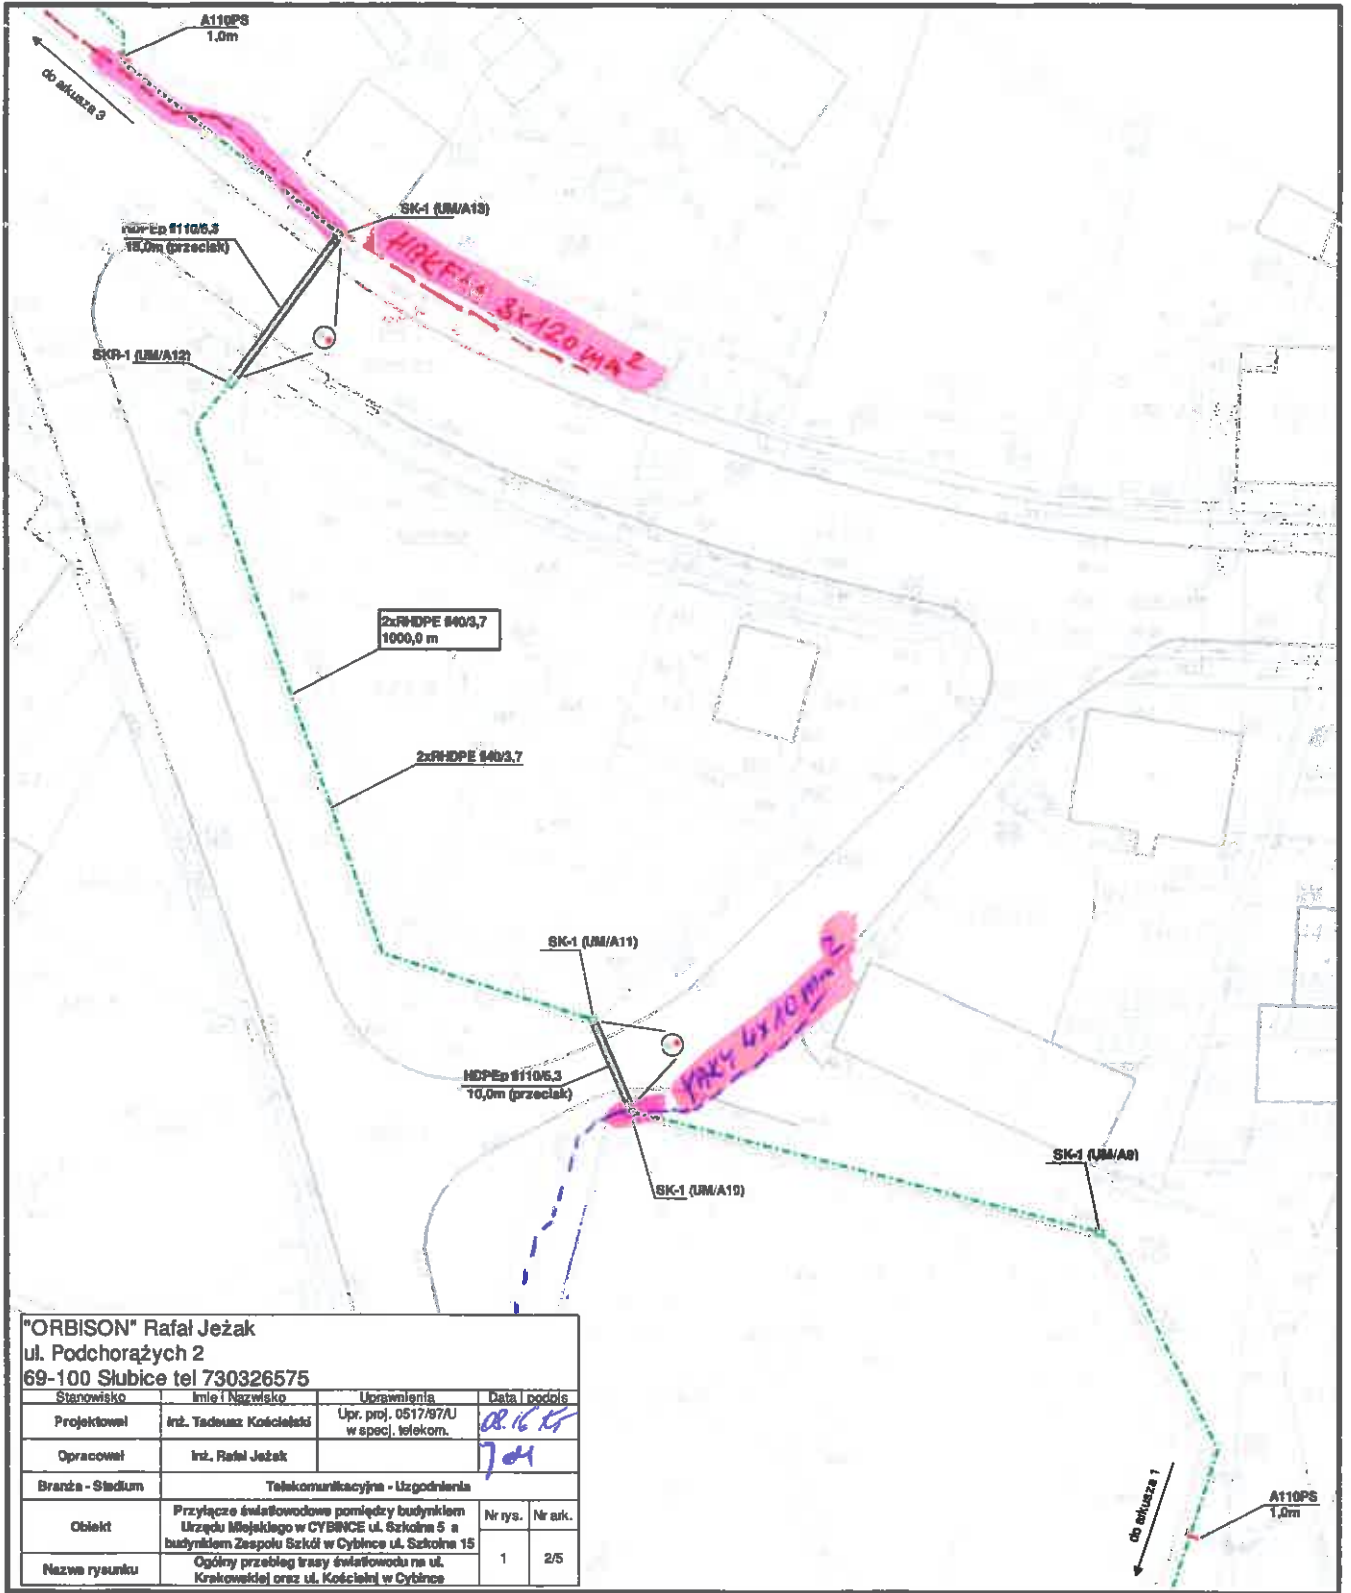 A110PS
1,0m
do arkusza 3
SK-1 (UM/A13)
HDPEp fi110/6,3
15,0m (przecisk)
3x120 mm2
SKR-1 (UM/A12)
2xRHDPE fi40/3,7
1000,0 m
2xRHDPE fi40/3,7
SK-1 (UM/A11)
YAKY 4x10 mm2
HDPEp fi110/6,3
10,0m (przecisk)
SK-1 (UM/A9)
SK-1 (UM/A10)
do arkusza 1
A110PS
1,0m
"ORBISON" Rafał Jeżak
ul. Podchorążych 2
69-100 Słubice tel 730326575
Stanowisko Imię i Nazwisko Uprawnienia Data podpis
Projektował inż. Tadeusz Kościelski Upr. proj. 0517/97/U
w specj. telekom.
08.16
Opracował inż. Rafał Jeżak
Branża - Stadium Telekomunikacyjna - Uzgodnienia
Obiekt Przyłącze światłowodowe pomiędzy budynkiem
Urzędu Miejskiego w CYBINCE ul. Szkolna 5 a
budynkiem Zespołu Szkół w Cybince ul. Szkolna 15
Nr rys. Nr ark.
1 2/5
Nazwa rysunku Ogólny przebieg trasy światłowodu na ul.
Krakowskiej oraz ul. Kościelnj w Cybince